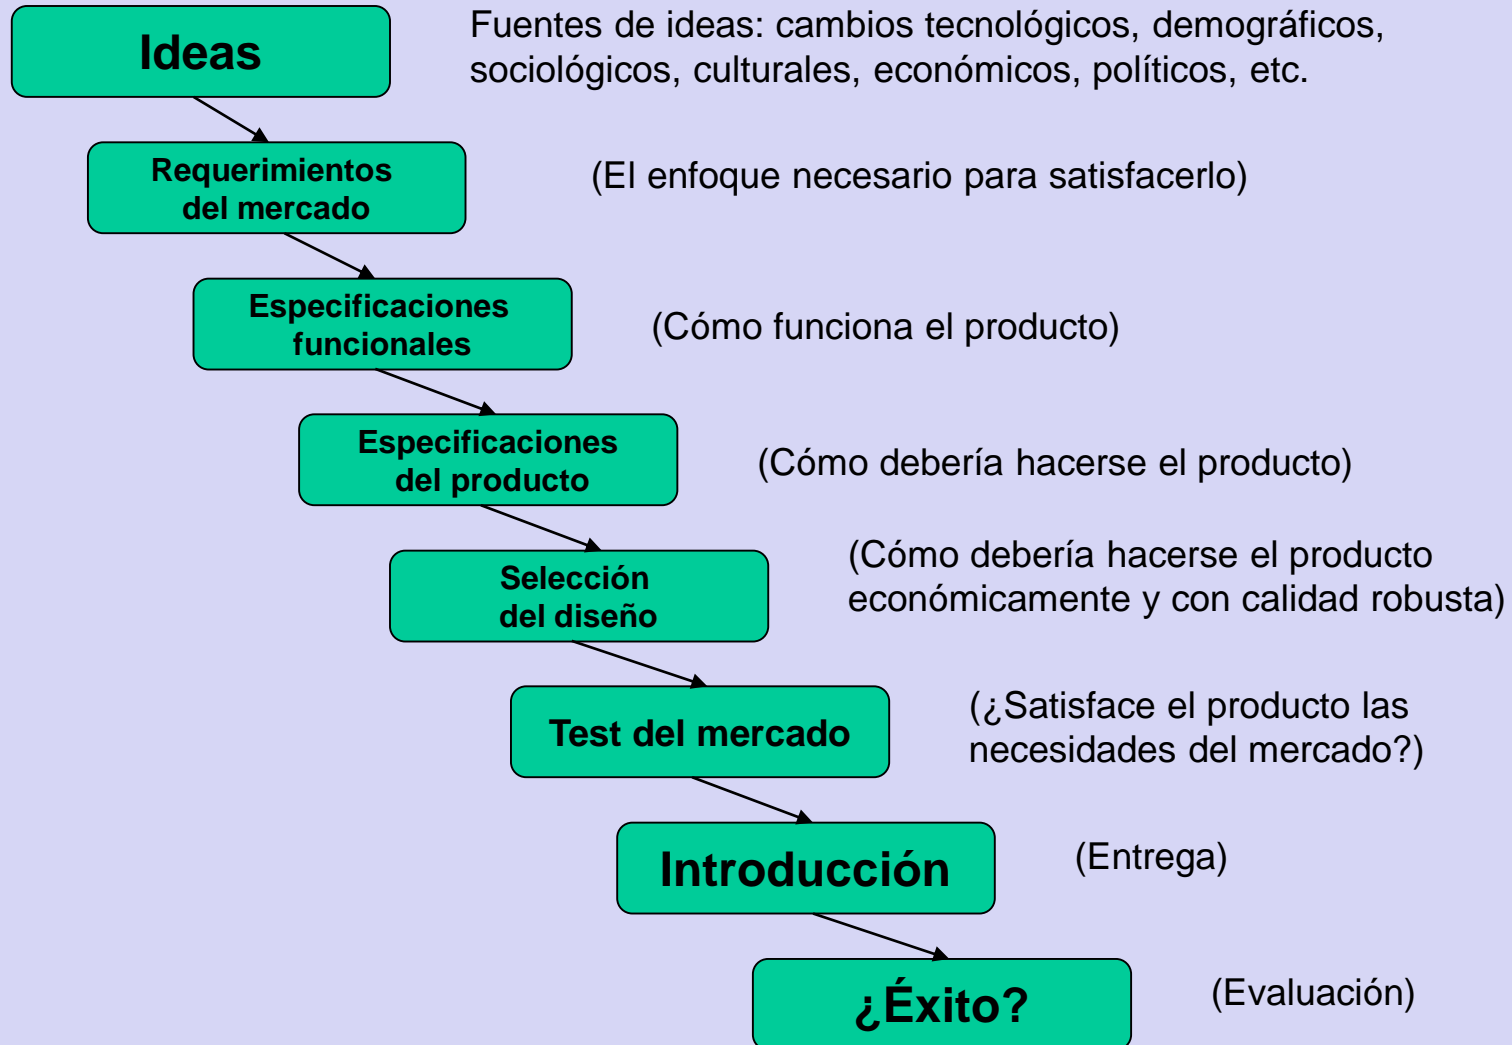 Ideas
Fuentes de ideas: cambios tecnológicos, demográficos,
sociológicos, culturales, económicos, políticos, etc.
Requerimientos
del mercado
(El enfoque necesario para satisfacerlo)
Especificaciones
funcionales
(Cómo funciona el producto)
Especificaciones
del producto
(Cómo debería hacerse el producto)
Selección
del diseño
(Cómo debería hacerse el producto
económicamente y con calidad robusta)
Test del mercado
(¿Satisface el producto las
necesidades del mercado?)
Introducción
(Entrega)
¿Éxito?
(Evaluación)